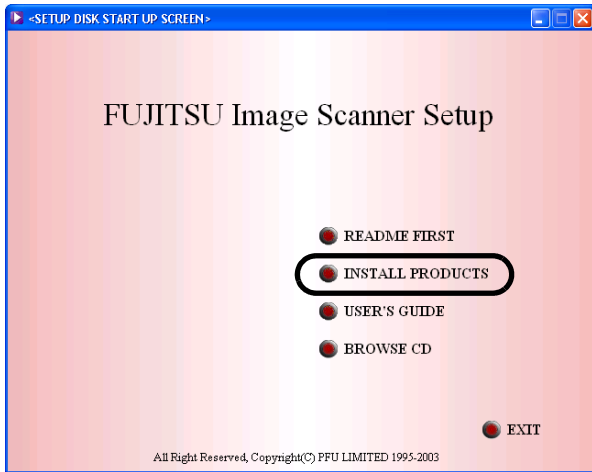 <SETUP DISK START UP SCREEN>
FUJITSU Image Scanner Setup
README FIRST
INSTALL PRODUCTS
USER'S GUIDE
BROWSE CD
EXIT
All Right Reserved, Copyright(C) PFU LIMITED 1995-2003